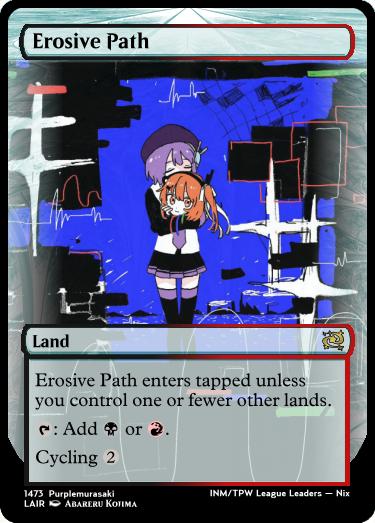 Erosive Path
Land
Erosive Path enters tapped unless
you control one or fewer other lands.
: Add or .
Cycling 2
1473 Purplemurasaki
INM/TPW League Leaders — Nix
LAIR Abareru Kojima